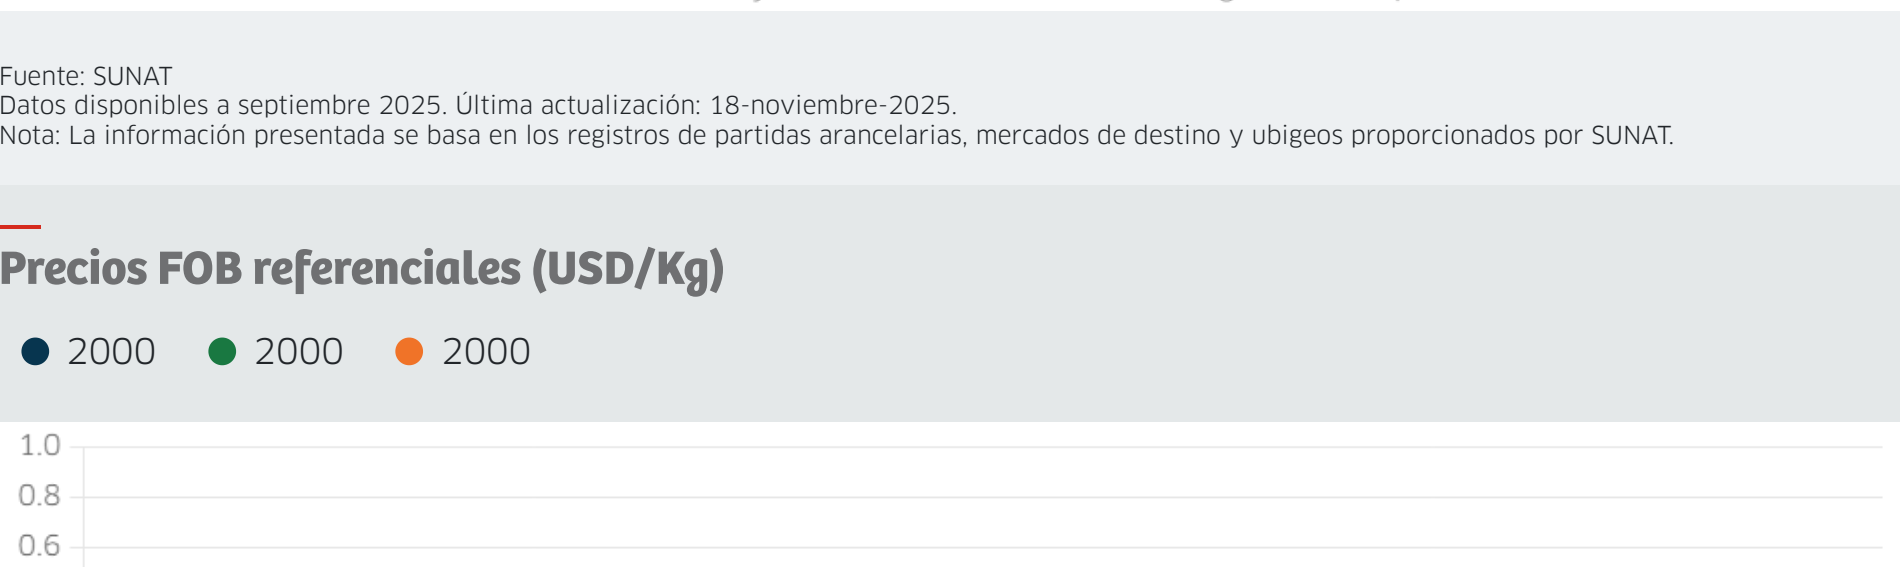 Fuente: SUNAT
Datos disponibles a septiembre 2025. Última actualización: 18-noviembre-2025.
Nota: La información presentada se basa en los registros de partidas arancelarias, mercados de destino y ubigeos proporcionados por SUNAT.
Precios FOB referenciales (USD/Kg)
2000 2000 2000
1.0
0.8
0.6